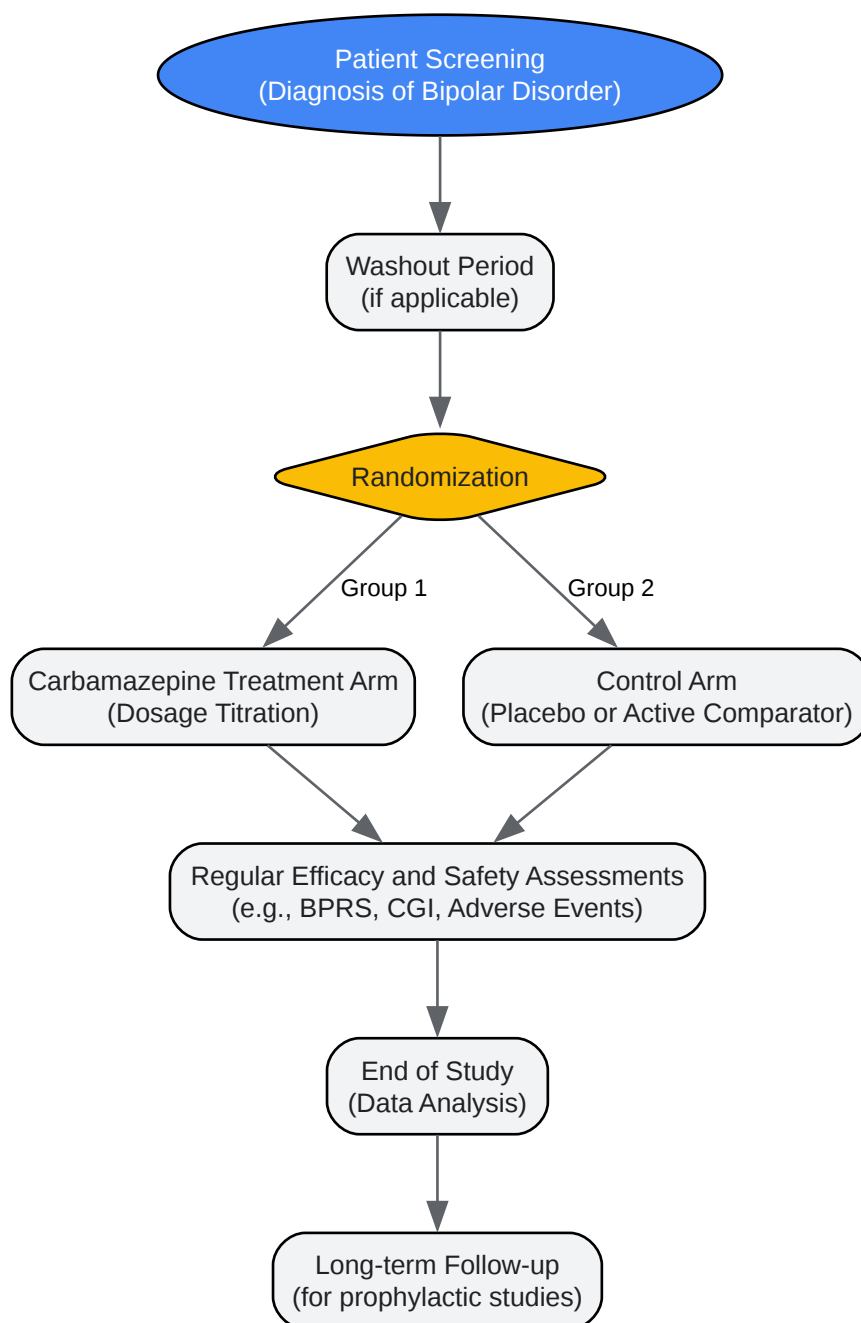 Patient Screening
(Diagnosis of Bipolar Disorder)
Washout Period
(if applicable)
Randomization
Group 1
Group 2
Carbamazepine Treatment Arm
(Dosage Titration)
Control Arm
(Placebo or Active Comparator)
Regular Efficacy and Safety Assessments
(e.g., BPRS, CGI, Adverse Events)
End of Study
(Data Analysis)
Long-term Follow-up
(for prophylactic studies)